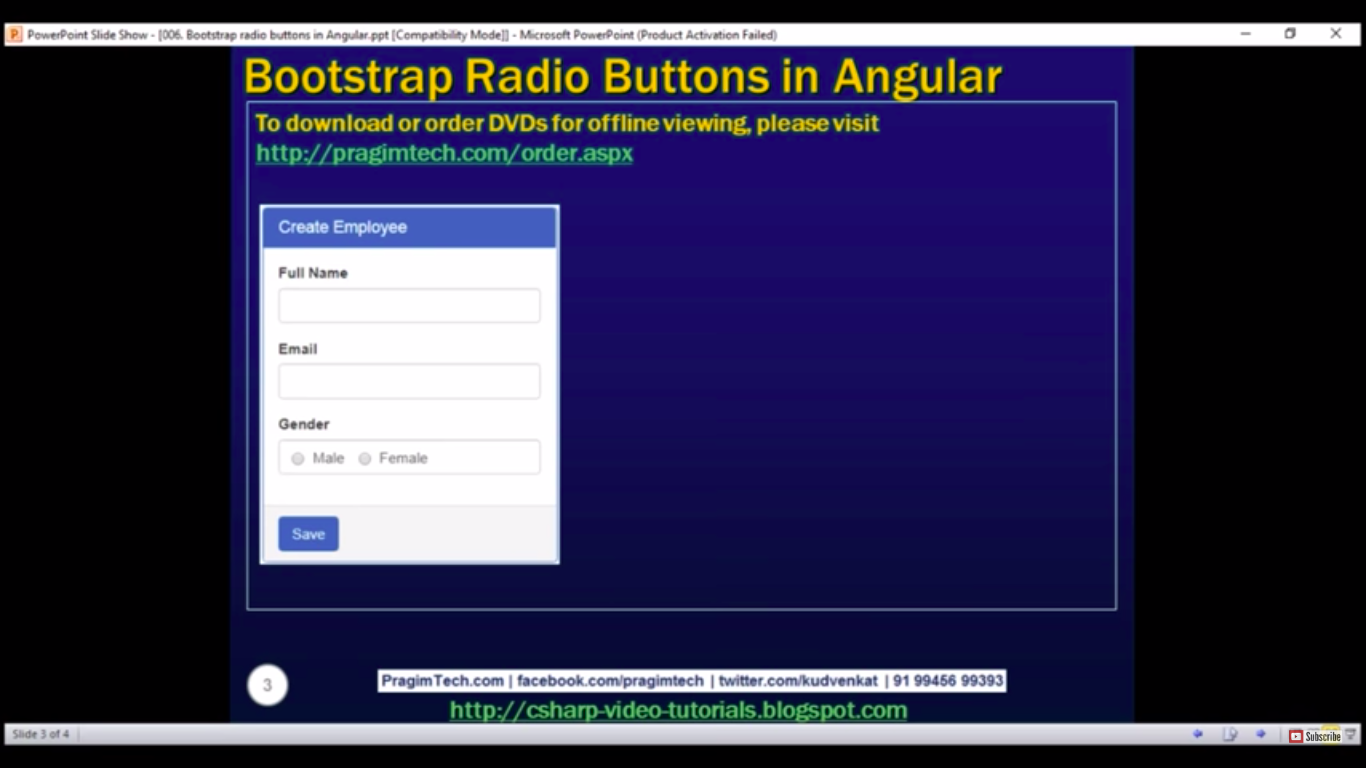 PowerPoint Slide Show - [006. Bootstrap radio buttons in Angular.ppt [Compatibility Mode]] - Microsoft PowerPoint (Product Activation Failed)
Bootstrap Radio Buttons in Angular
To download or order DVDs for offline viewing, please visit
http://pragimtech.com/order.aspx
Create Employee
Full Name
Email
Gender
Male Female
Save
3
PragimTech.com | facebook.com/pragimtech | twitter.com/kudvenkat | 91 99456 99393
http://csharp-video-tutorials.blogspot.com
Slide 3 of 4
Subscribe